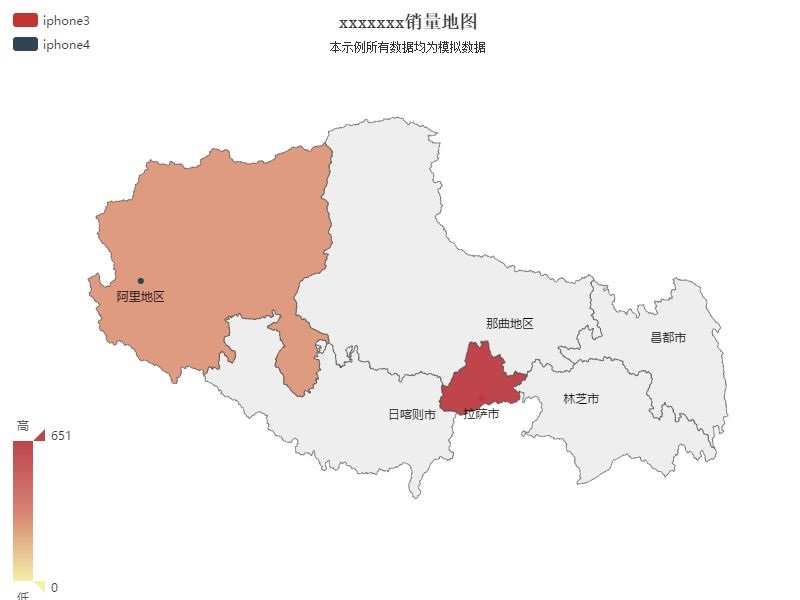 iphone3
iphone4
xxxxxxx销量地图
本示例所有数据均为模拟数据
阿里地区
那曲地区
昌都市
林芝市
日喀则市
拉萨市
高
651
0
低